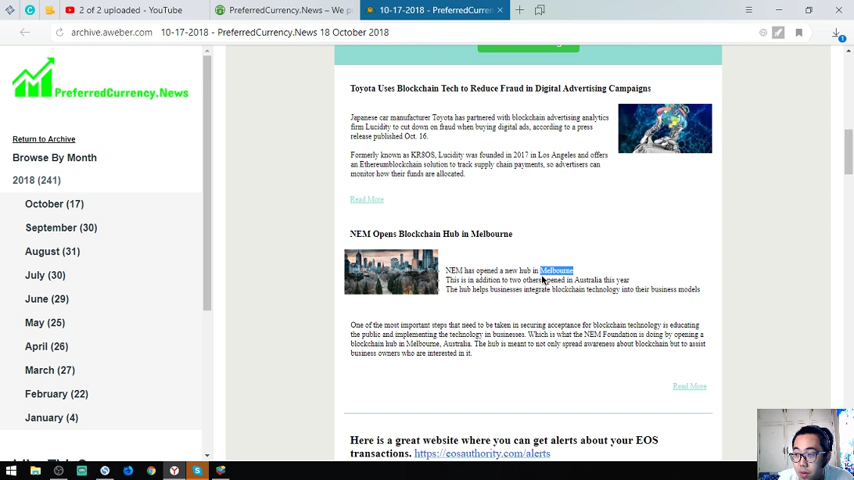 2 of 2 uploaded - YouTube
PreferredCurrency.News – We p
10-17-2018 - PreferredCurren
archive.aweber.com
10-17-2018 - PreferredCurrency.News 18 October 2018
PreferredCurrency.News
Return to Archive
Browse By Month
2018 (241)
October (17)
September (30)
August (31)
July (30)
June (29)
May (25)
April (26)
March (27)
February (22)
January (4)
Toyota Uses Blockchain Tech to Reduce Fraud in Digital Advertising Campaigns
Japanese car manufacturer Toyota has partnered with blockchain advertising analytics
firm Lucidity to cut down on fraud when buying digital ads, according to a press
release published Oct. 16.
Formerly known as KR8OS, Lucidity was founded in 2017 in Los Angeles and offers
an Ethereumblockchain solution to track supply chain payments, so advertisers can
monitor how their funds are allocated.
Read More
NEM Opens Blockchain Hub in Melbourne
NEM has opened a new hub in Melbourne
This is in addition to two others opened in Australia this year
The hub helps businesses integrate blockchain technology into their business models
One of the most important steps that need to be taken in securing acceptance for blockchain technology is educating
the public and implementing the technology in businesses. Which is what the NEM Foundation is doing by opening a
blockchain hub in Melbourne, Australia. The hub is meant to not only spread awareness about blockchain but to assist
business owners who are interested in it.
Read More
Here is a great website where you can get alerts about your EOS
transactions. https://eosauthority.com/alerts